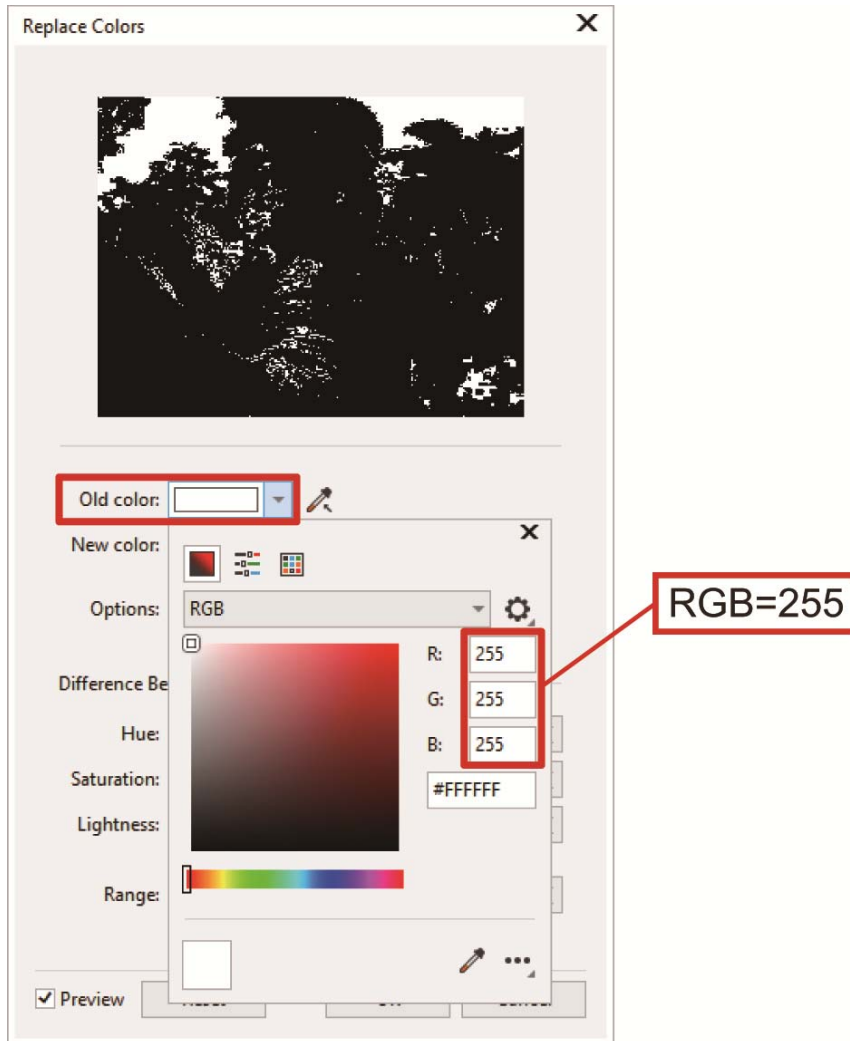 Replace Colors
Old color:
New color:
Options: RGB
R: 255
G: 255
B: 255
#FFFFFF
RGB=255
Difference Be
Hue:
Saturation:
Lightness:
Range:
Preview